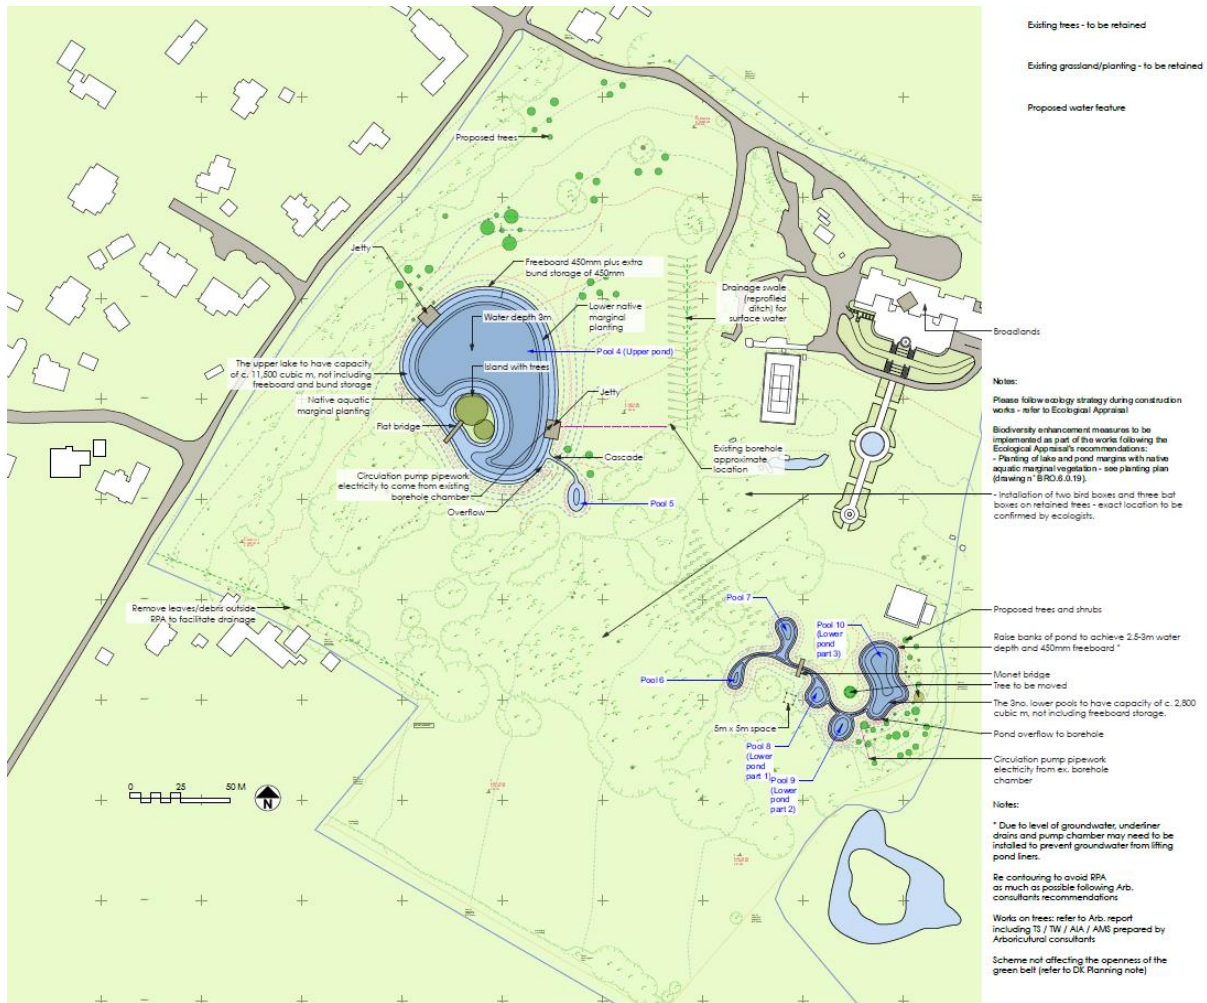 Existing trees - to be retained
Existing grassland/planting - to be retained
Proposed water feature
Proposed trees
Jetty
Freeboard 450mm plus extra
bund storage of 450mm
Drainage swale
(reprofiled
ditch) for
surface water
Lower native
marginal
planting
Water depth 3m
Broadlands
Pool 4 (Upper pond)
The upper lake to have capacity
of c. 11,500 cubic m, not including
freeboard and bund storage
Island with trees
Native aquatic
marginal planting
Jetty
Flat bridge
Existing borehole
approximate
location
Cascade
Circulation pump pipework
electricity to come from existing
borehole chamber
Overflow
Pool 5
Notes:
Please follow ecology strategy during construction
works - refer to Ecological Appraisal
Biodiversity enhancement measures to be
implemented as part of the works following the
Ecological Appraisal's recommendations:
- Planting of lake and pond margins with native
aquatic marginal vegetation - see planting plan
(drawing n° BRO.6.0.19).
- Installation of two bird boxes and three bat
boxes on retained trees - exact location to be
confirmed by ecologists.
Remove leaves/debris outside
RPA to facilitate drainage
Pool 7
Pool 10
(Lower
pond
part 3)
Pool 6
5m x 5m space
Pool 8
(Lower
pond
part 1)
Pool 9
(Lower
pond
part 2)
Proposed trees and shrubs
Raise banks of pond to achieve 2.5-3m water
depth and 450mm freeboard *
Monet bridge
Tree to be moved
The 3no. lower pools to have capacity of c. 2,800
cubic m, not including freeboard storage.
Pond overflow to borehole
Circulation pump pipework
electricity from ex. borehole
chamber
0 25 50 M
N
Notes:
* Due to level of groundwater, underliner
drains and pump chamber may need to be
installed to prevent groundwater from lifting
pond liners.
Re contouring to avoid RPA
as much as possible following Arb.
consultants recommendations
Works on trees: refer to Arb. report
including TS / TW / AIA / AMS prepared by
Arboricutural consultants
Scheme not affecting the openness of the
green belt (refer to DK Planning note)